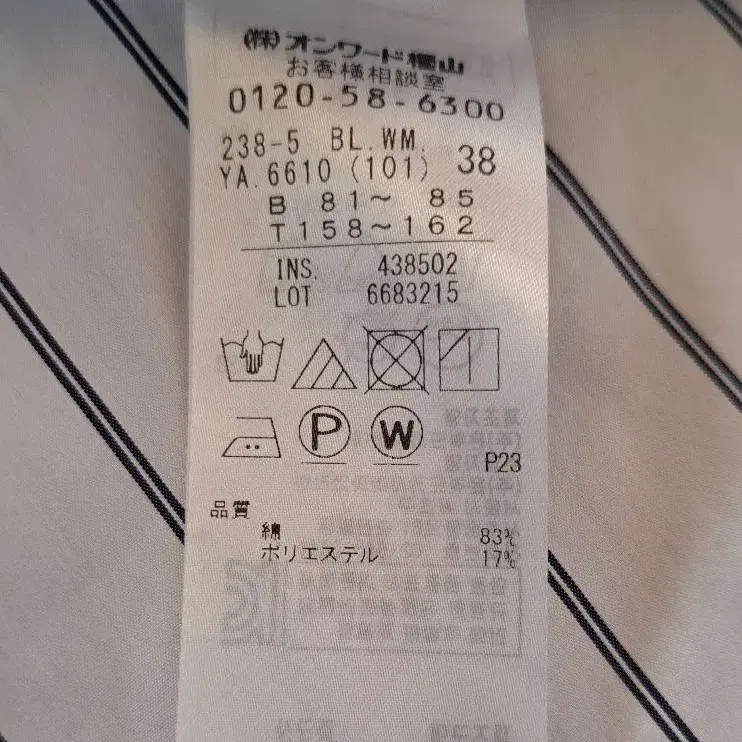 (株)オンワード樫山
お客様相談室
0120-58-6300
238-5 BL.WM.
YA.6610 (101) 38
B 81～ 85
T158～162
INS. 438502
LOT 6683215
P W
P23
品質
綿 83%
ポリエステル 17%